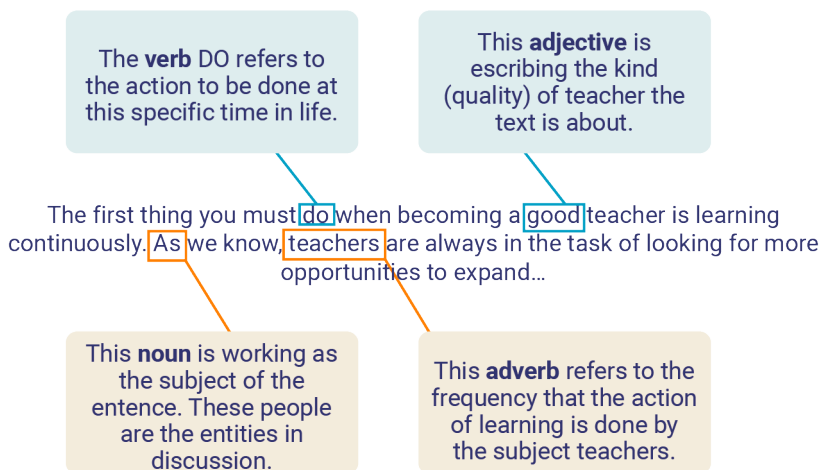 The verb DO refers to
the action to be done at
this specific time in life.
This adjective is
escribing the kind
(quality) of teacher the
text is about.
The first thing you must do when becoming a good teacher is learning
continuously. As we know, teachers are always in the task of looking for more
opportunities to expand...
This noun is working as
the subject of the
entence. These people
are the entities in
discussion.
This adverb refers to the
frequency that the action
of learning is done by
the subject teachers.